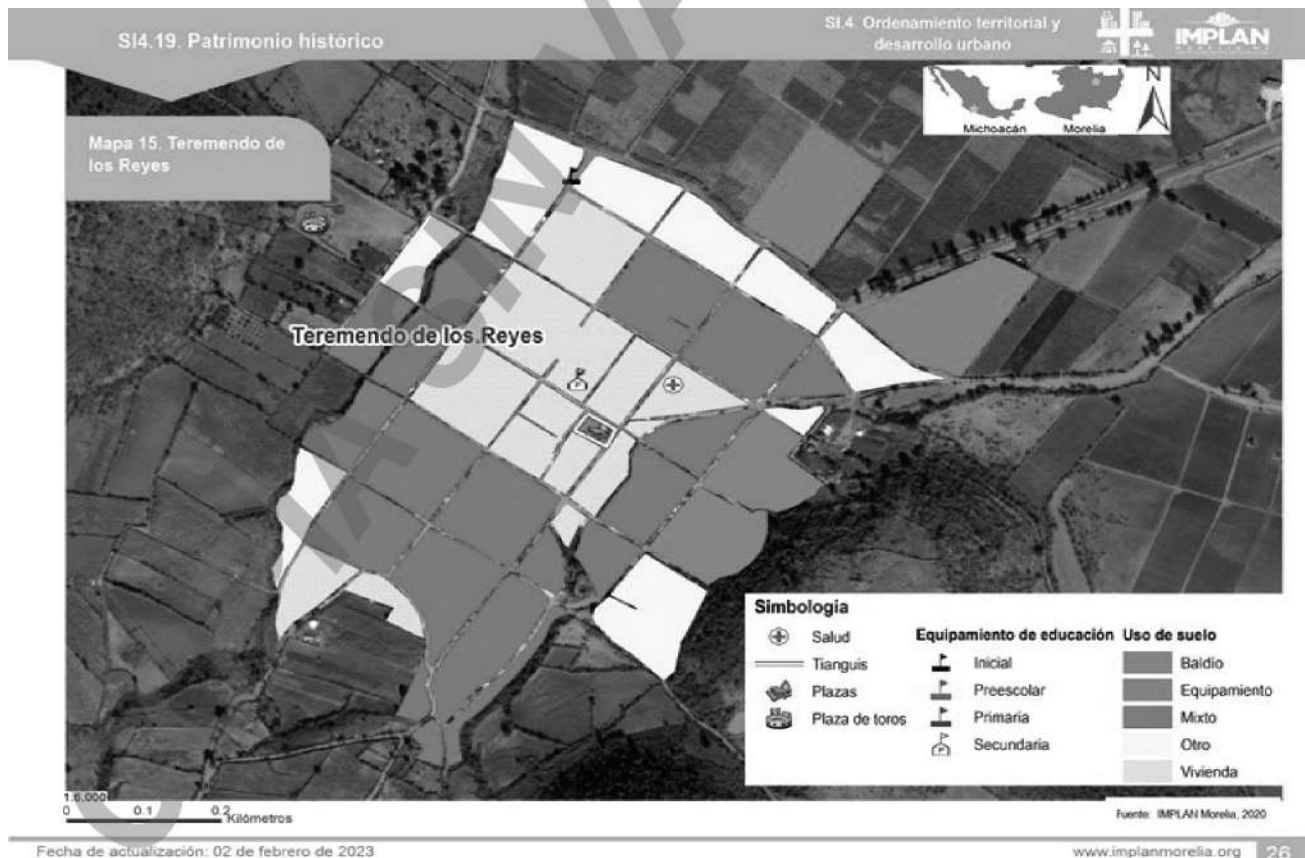 SI4.19. Patrimonio histórico
SI.4. Ordenamiento territorial y
desarrollo urbano
IMPLAN
Mapa 15. Teremendo de
los Reyes
N
Michoacán
Morelia
Teremendo de los Reyes
Simbología
Salud
Tianguis
Plazas
Plaza de toros
Equipamiento de educación
Inicial
Preescolar
Primaria
Secundaria
Uso de suelo
Baldío
Equipamiento
Mixto
Otro
Vivienda
1:6,000
0 0.1 0.2
Kilómetros
Fuente: IMPLAN Morelia, 2020
Fecha de actualización: 02 de febrero de 2023
www.implanmorelia.org
26